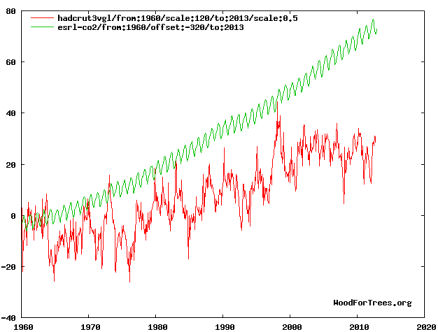 80
hadcrut3vgl/from:1960/scale:120/to:2013/scale:0.5
esrl-co2/from:1960/offset:-320/to:2013
60
40
20
0
-20
-40
WoodForTrees.org
1960 1970 1980 1990 2000 2010 2020